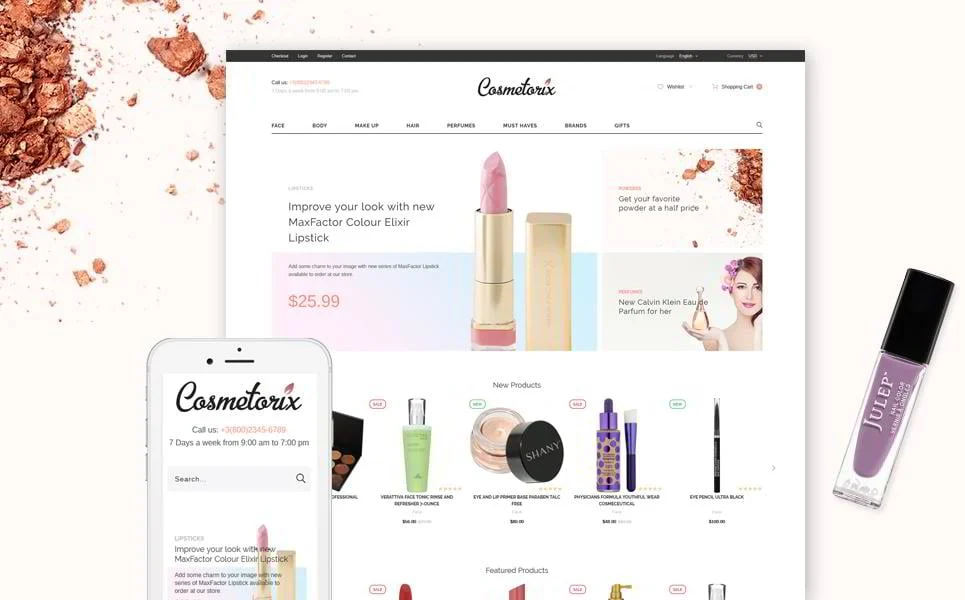 Checkout Login Register Contact
Language English
Currency USD
Call us: +3(800)2345-6789
7 Days a week from 9:00 am to 7:00 pm
Cosmetorix
Wishlist
Shopping Cart
FACE BODY MAKE UP HAIR PERFUMES MUST HAVES BRANDS GIFTS
LIPSTICKS
Improve your look with new
MaxFactor Colour Elixir
Lipstick
Add some charm to your image with new series of MaxFactor Lipstick
available to order at our store.
$25.99
POWDERS
Get your favorite
powder at a half price
PERFUMES
New Calvin Klein Eau de
Parfum for her
New Products
SALE
NEW
SALE
NEW
SHANY
VERATTIVA FACE TONIC RINSE AND
REFRESHER 7-OUNCE
Face
$56.00
EYE AND LIP PRIMER BASE PARABEN TALC
FREE
Face
$80.00
PHYSICIANS FORMULA YOUTHFUL WEAR
COSMECEUTICAL
Face
$48.00
EYE PENCIL ULTRA BLACK
Face
$100.00
Featured Products
SALE
SALE
SALE
Cosmetorix
Call us: +3(800)2345-6789
7 Days a week from 9:00 am to 7:00 pm
Search...
LIPSTICKS
Improve your look with new
MaxFactor Colour Elixir Lipstick
Add some charm to your image with new
series of MaxFactor Lipstick available to
order at our store.
JULEP™
NAIL COLOR
VERNIS À ONGLES